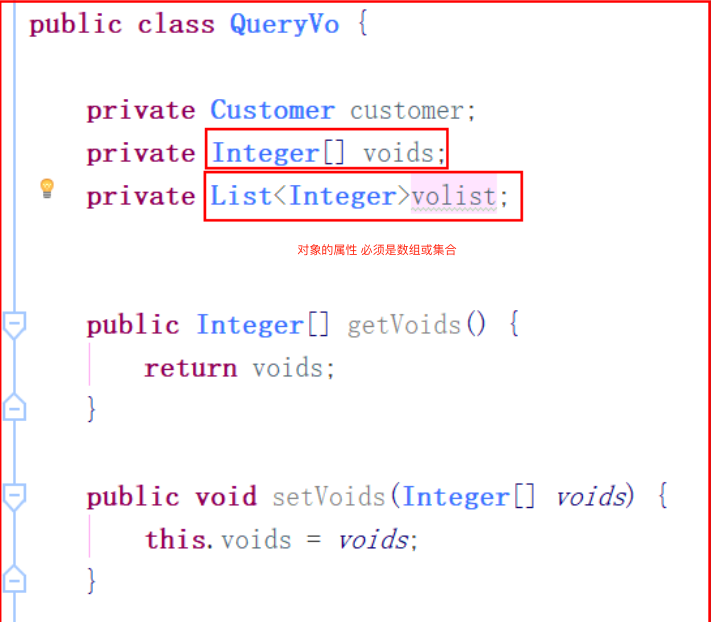 public class QueryVo {
private Customer customer;
private Integer[] voids;
private List<Integer>volist;
对象的属性 必须是数组或集合
public Integer[] getVoids() {
return voids;
}
public void setVoids(Integer[] voids) {
this.voids = voids;
}